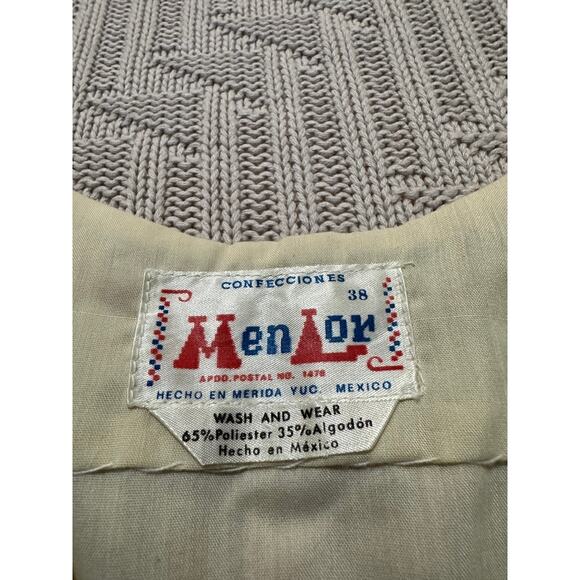 CONFECCIONES
38
MenLor
APDO. POSTAL NO. 1478
HECHO EN MERIDA YUC. MEXICO
WASH AND WEAR
65%Poliester 35%Algodón
Hecho en México